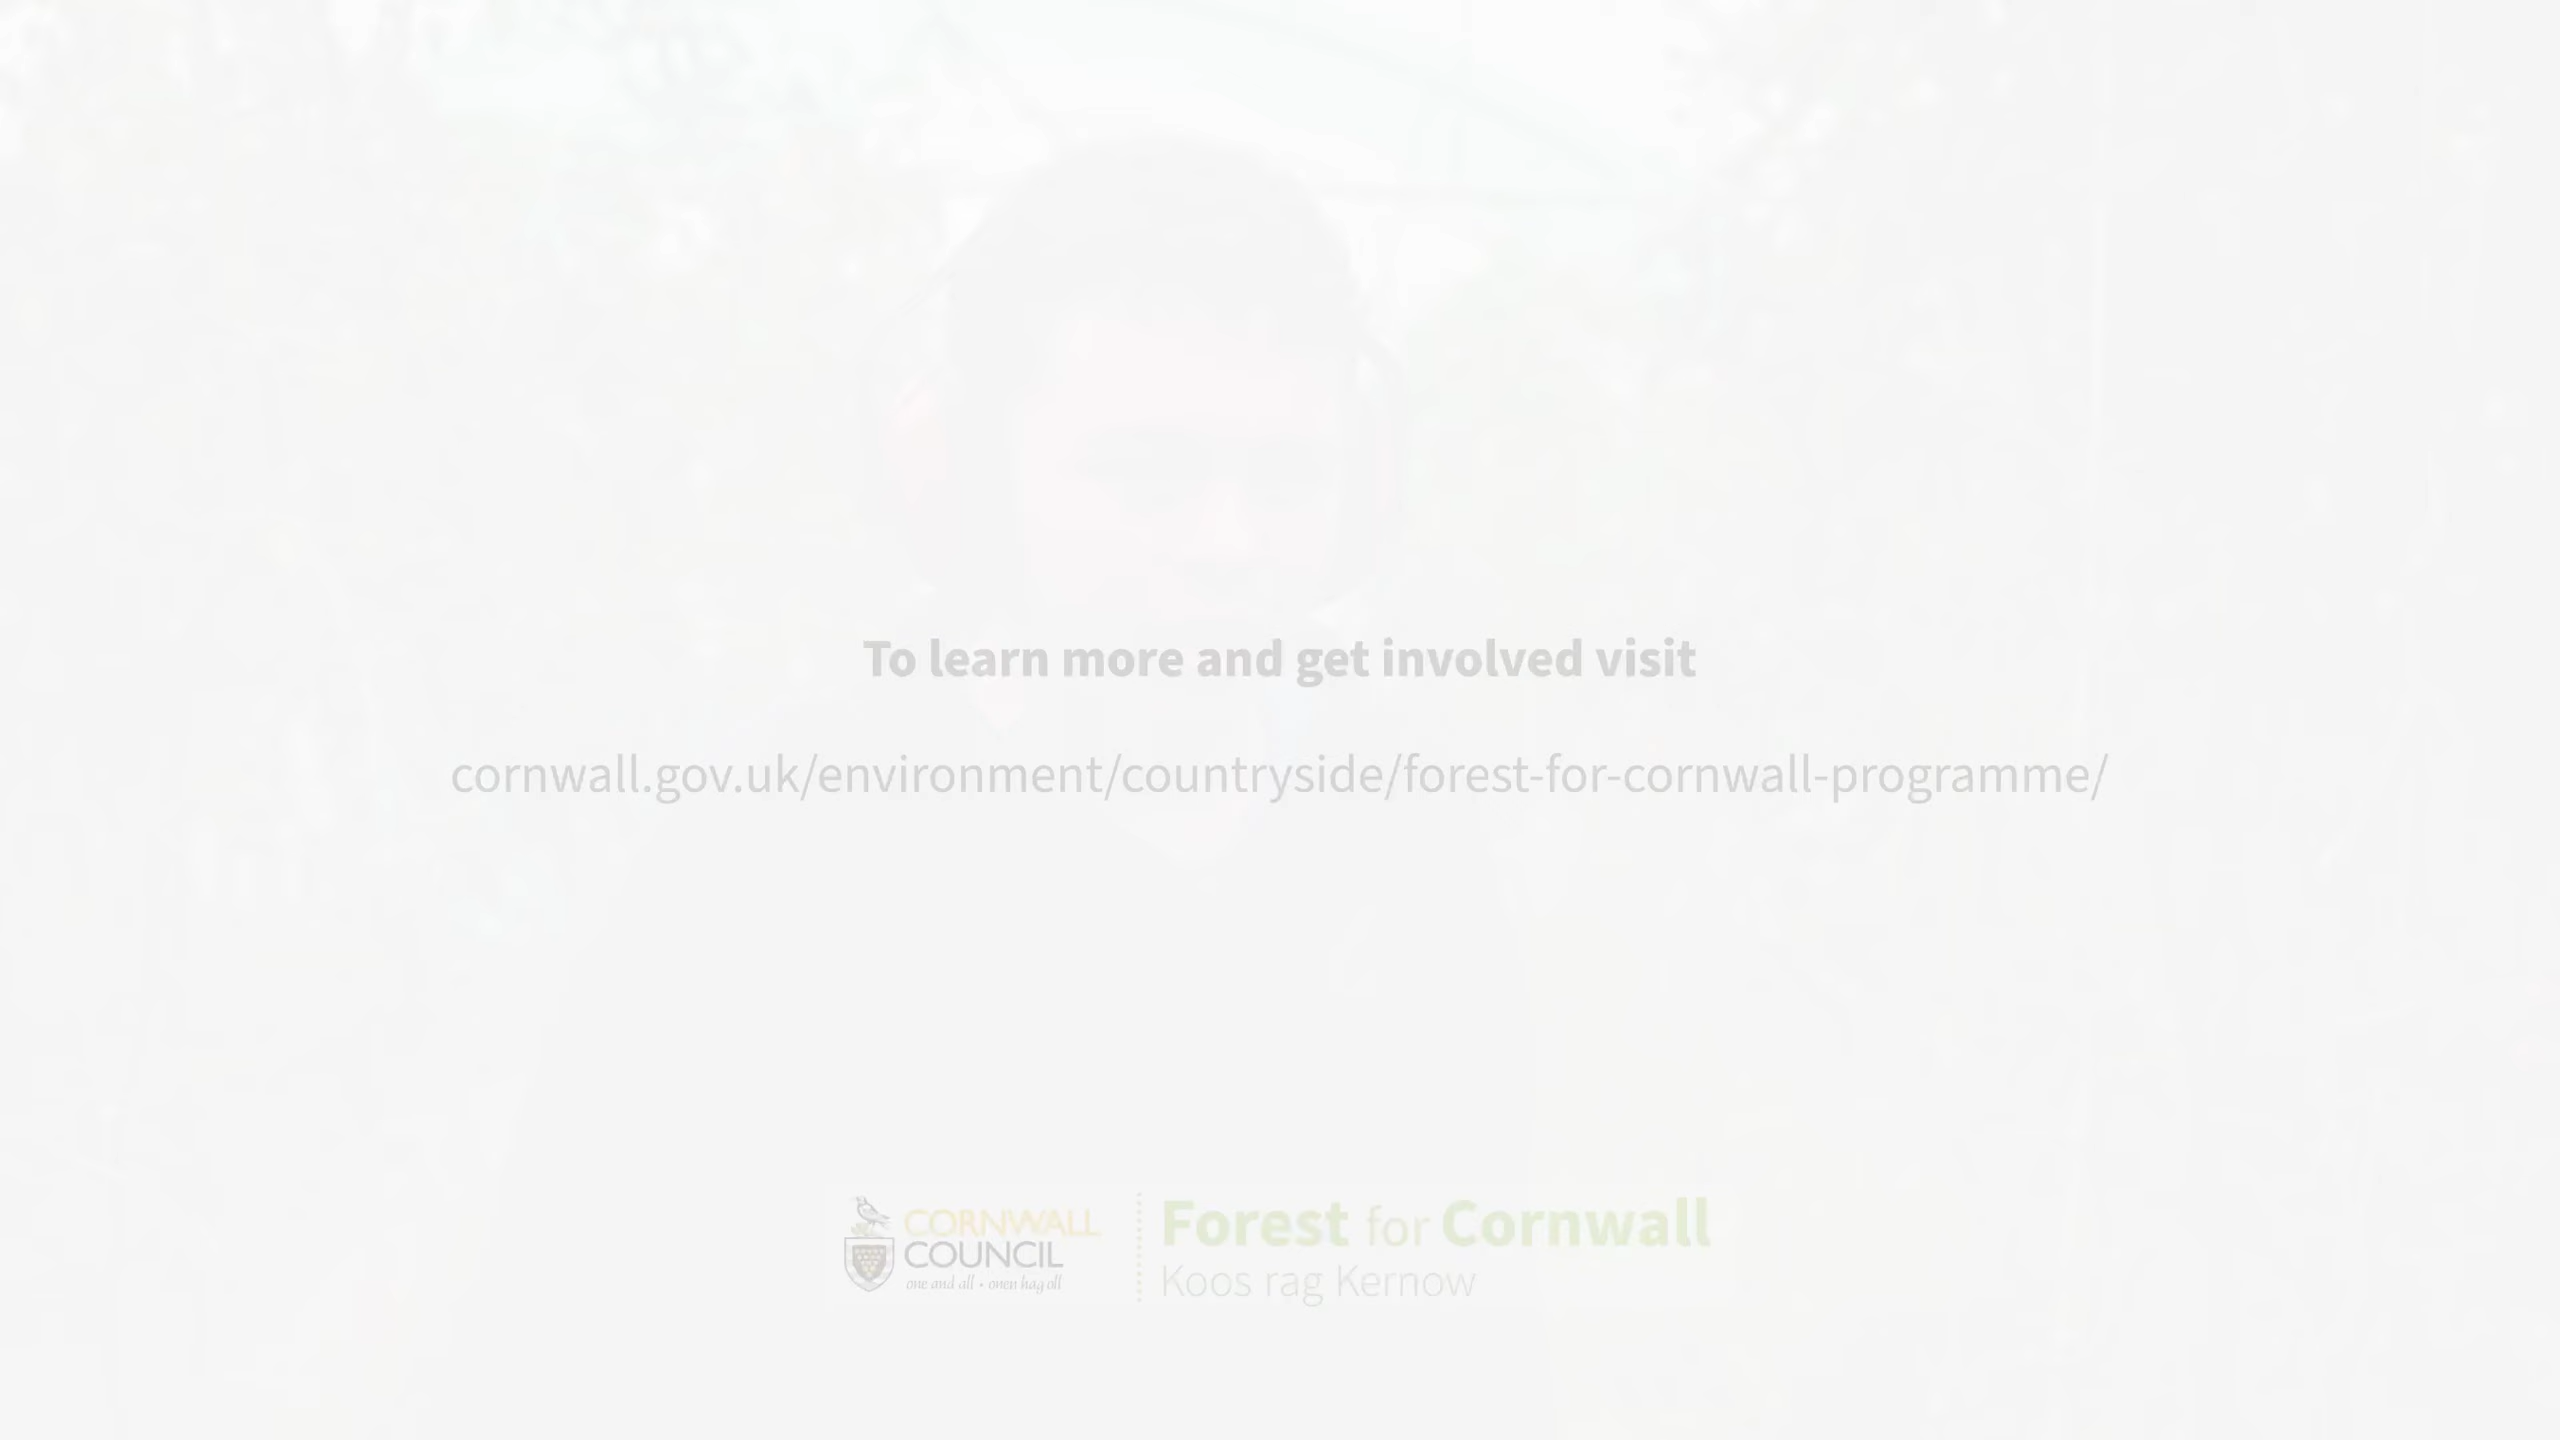 To learn more and get involved visit
cornwall.gov.uk/environment/countryside/forest-for-cornwall-programme/
CORNWALL
COUNCIL
one and all • onen hag oll
Forest for Cornwall
Koos rag Kernow